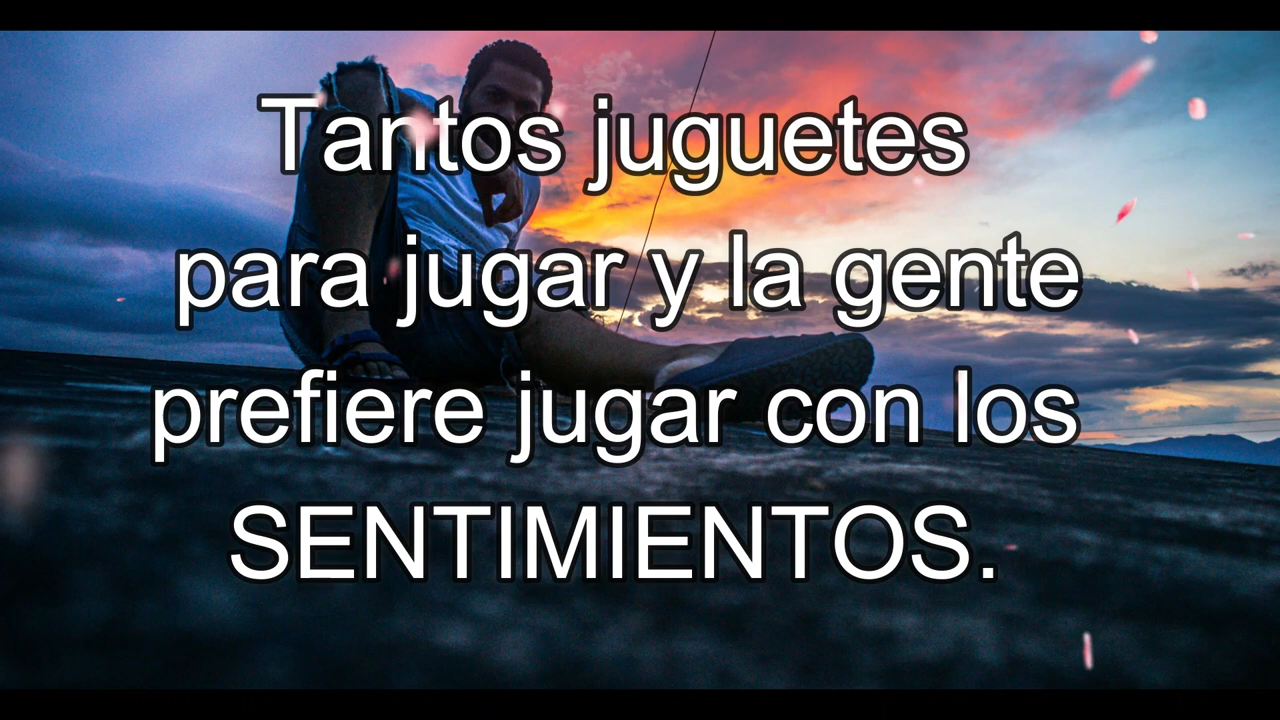 Tantos juguetes
para jugar y la gente
prefiere jugar con los
SENTIMIENTOS.